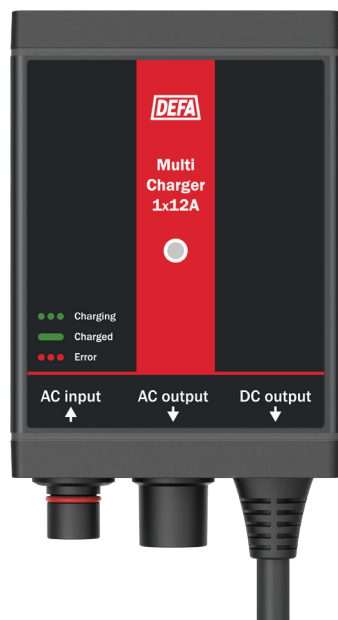 DEFA
Multi
Charger
1x12A
Charging
Charged
Error
AC input
AC output
DC output